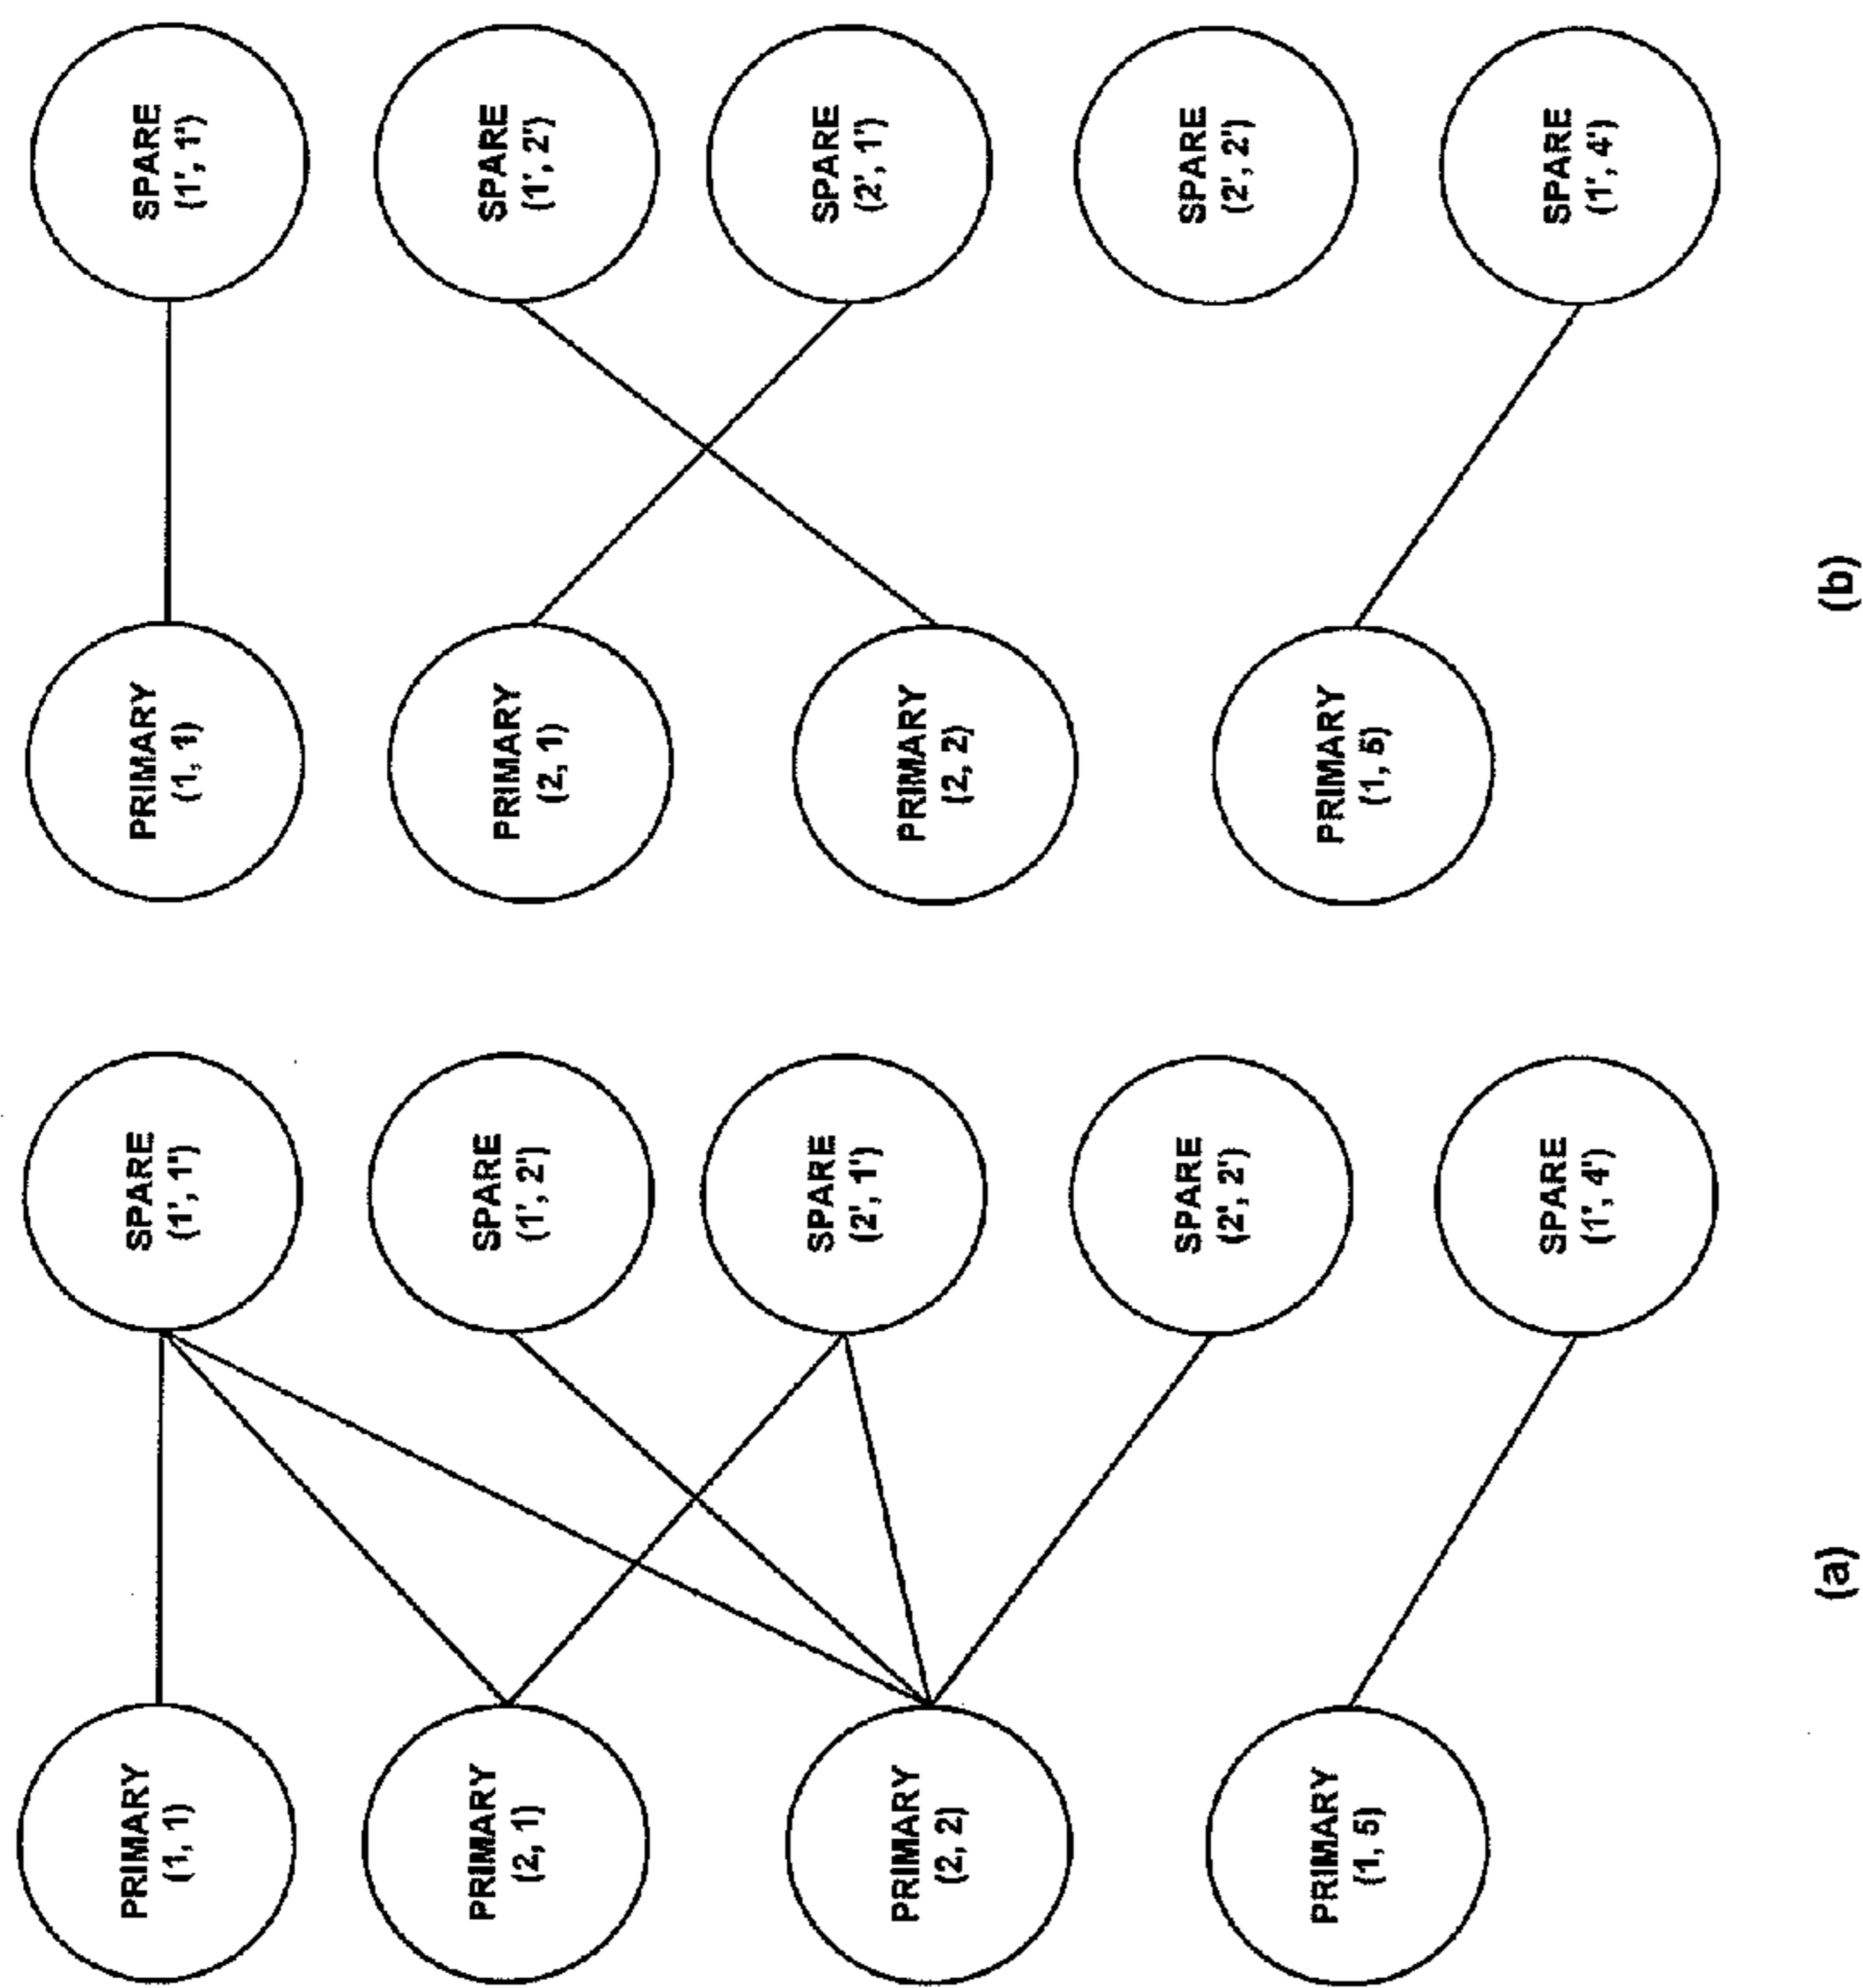 PRIMARY
(1, 1)
SPARE
(1', 1')
PRIMARY
(2, 1)
SPARE
(1', 2')
PRIMARY
(2, 2)
SPARE
(2', 1')
SPARE
(2', 2')
PRIMARY
(1, 5)
SPARE
(1', 4')
(a)
PRIMARY
(1, 1)
SPARE
(1', 1')
PRIMARY
(2, 1)
SPARE
(1', 2')
PRIMARY
(2, 2)
SPARE
(2', 1')
SPARE
(2', 2')
PRIMARY
(1, 5)
SPARE
(1', 4')
(b)